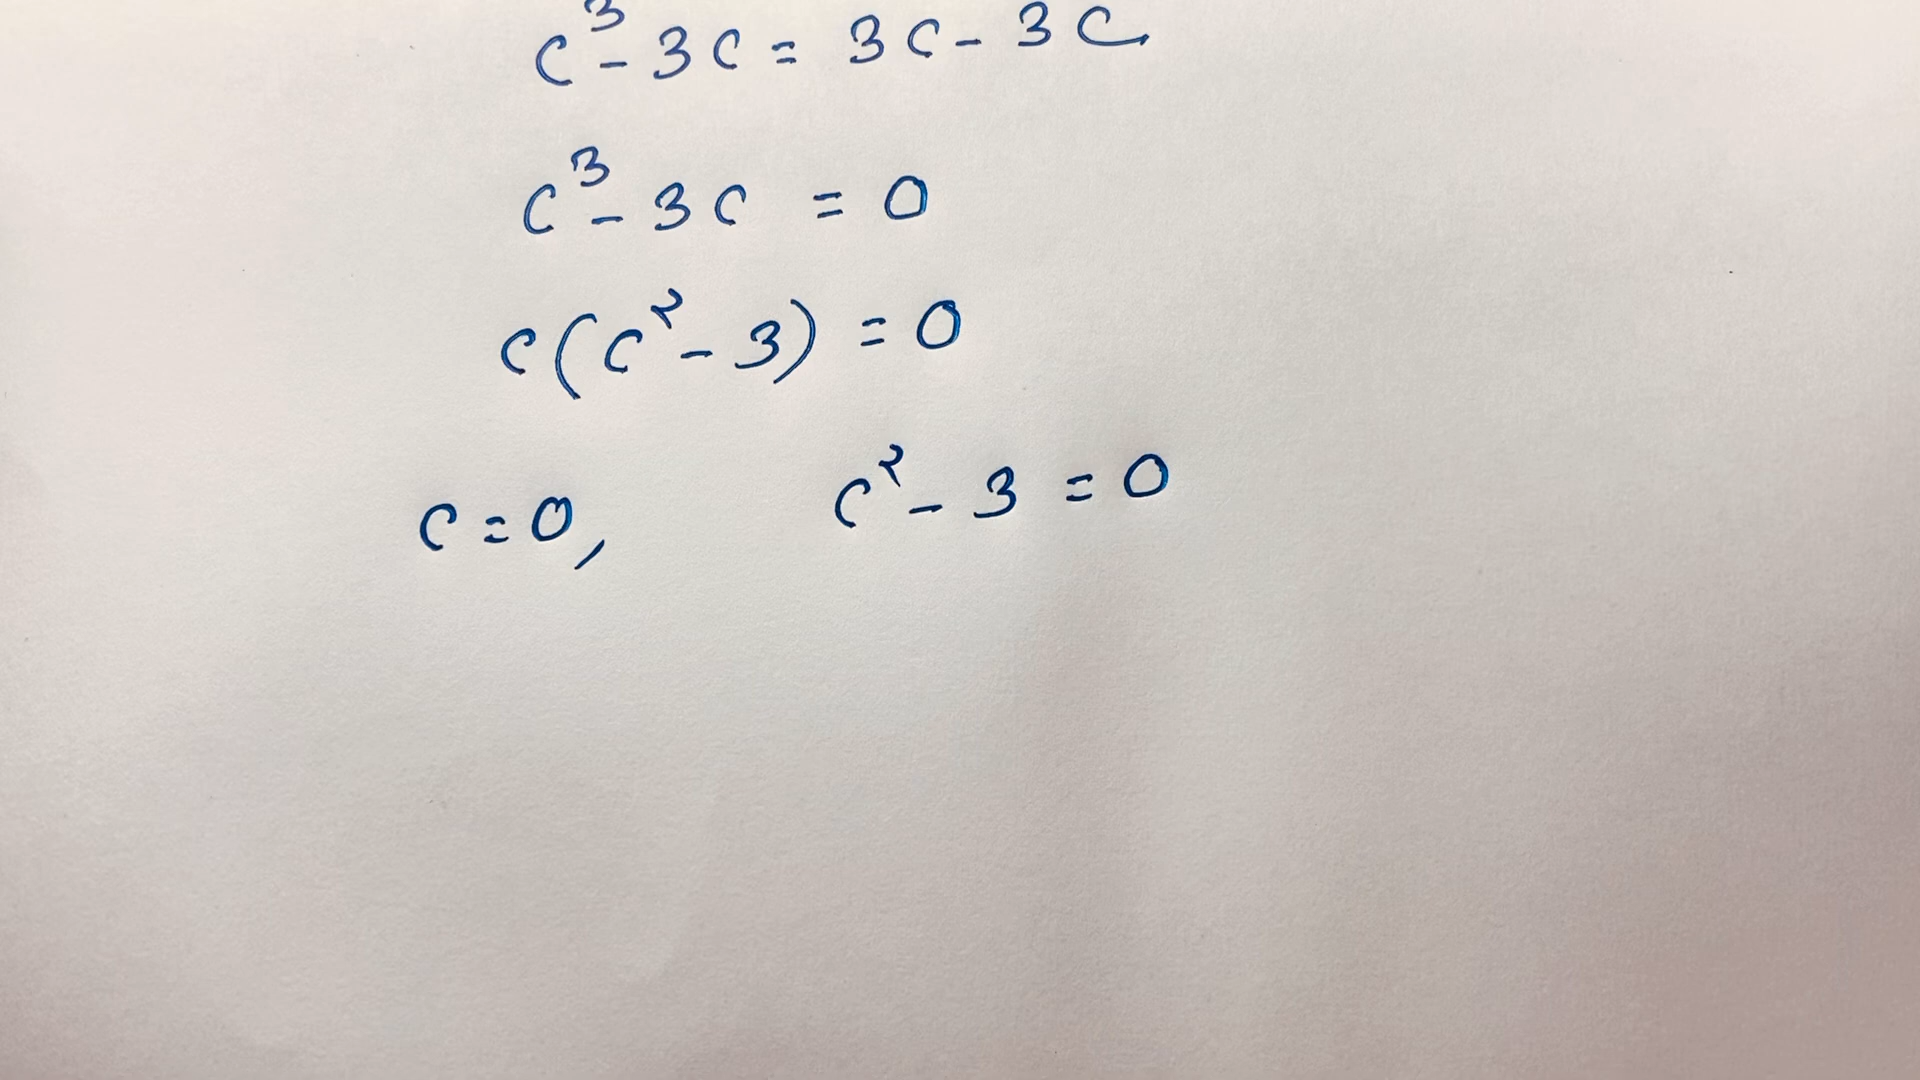 c³ - 3c = 3c - 3c
c³ - 3c = 0
c(c² - 3) = 0
c = 0, c² - 3 = 0